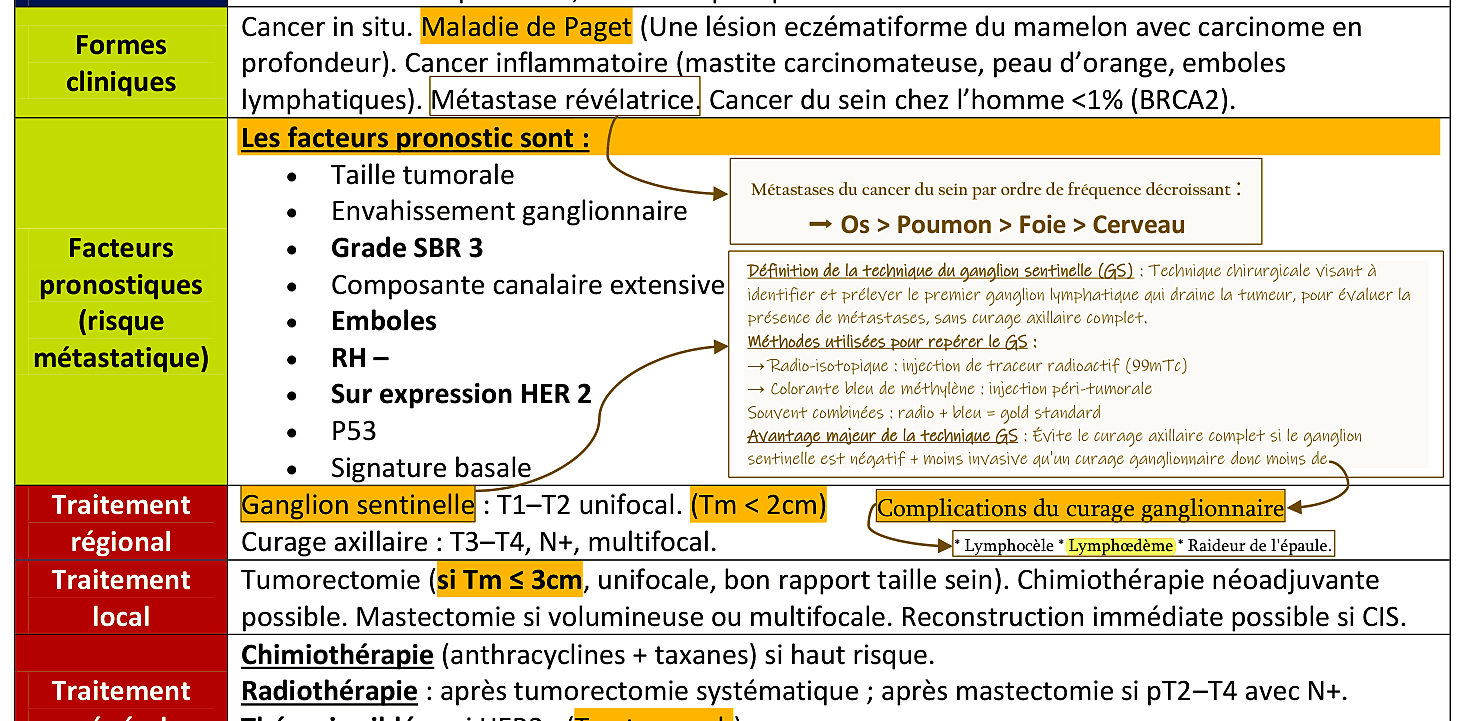 Formes
cliniques
Cancer in situ. Maladie de Paget (Une lésion eczématiforme du mamelon avec carcinome en
profondeur). Cancer inflammatoire (mastite carcinomateuse, peau d’orange, emboles
lymphatiques). Métastase révélatrice. Cancer du sein chez l’homme <1% (BRCA2).
Facteurs
pronostiques
(risque
métastatique)
Les facteurs pronostic sont :
• Taille tumorale
• Envahissement ganglionnaire
• Grade SBR 3
• Composante canalaire extensive
• Emboles
• RH –
• Sur expression HER 2
• P53
• Signature basale
Métastases du cancer du sein par ordre de fréquence décroissant :
→ Os > Poumon > Foie > Cerveau
Définition de la technique du ganglion sentinelle (GS) : Technique chirurgicale visant à
identifier et prélever le premier ganglion lymphatique qui draine la tumeur, pour évaluer la
présence de métastases, sans curage axillaire complet.
Méthodes utilisées pour repérer le GS :
→ Radio-isotopique : injection de traceur radioactif (99mTc)
→ Colorante bleu de méthylène : injection péri-tumorale
Souvent combinées : radio + bleu = gold standard
Avantage majeur de la technique GS : Évite le curage axillaire complet si le ganglion
sentinelle est négatif + moins invasive qu'un curage ganglionnaire donc moins de
Traitement
régional
Ganglion sentinelle : T1–T2 unifocal. (Tm < 2cm)
Curage axillaire : T3–T4, N+, multifocal.
Complications du curage ganglionnaire
* Lymphocèle * Lymphœdème * Raideur de l'épaule.
Traitement
local
Tumorectomie (si Tm ≤ 3cm, unifocale, bon rapport taille sein). Chimiothérapie néoadjuvante
possible. Mastectomie si volumineuse ou multifocale. Reconstruction immédiate possible si CIS.
Traitement
Chimiothérapie (anthracyclines + taxanes) si haut risque.
Radiothérapie : après tumorectomie systématique ; après mastectomie si pT2–T4 avec N+.